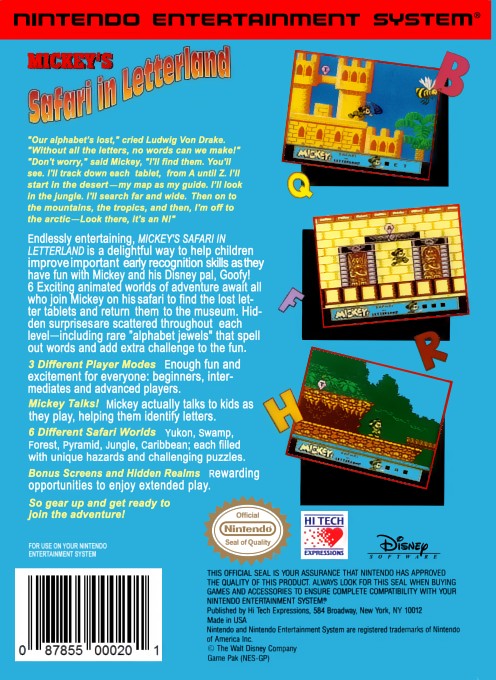 NINTENDO ENTERTAINMENT SYSTEM®
MICKEY'S
Safari in Letterland
"Our alphabet's lost," cried Ludwig Von Drake.
"Without all the letters, no words can we make!"
"Don't worry," said Mickey, "I'll find them. You'll
see. I'll track down each tablet, from A until Z. I'll
start in the desert—my map as my guide. I'll look
in the jungle. I'll search far and wide. Then on to
the mountains, the tropics, and then, I'm off to
the arctic—Look there, it's an N!"
Endlessly entertaining, MICKEY'S SAFARI IN
LETTERLAND is a delightful way to help children
improve important early recognition skills as they
have fun with Mickey and his Disney pal, Goofy!
6 Exciting animated worlds of adventure await all
who join Mickey on his safari to find the lost let-
ter tablets and return them to the museum. Hid-
den surprises are scattered throughout each
level—including rare "alphabet jewels" that spell
out words and add extra challenge to the fun.
3 Different Player Modes Enough fun and
excitement for everyone: beginners, inter-
mediates and advanced players.
Mickey Talks! Mickey actually talks to kids as
they play, helping them identify letters.
6 Different Safari Worlds Yukon, Swamp,
Forest, Pyramid, Jungle, Caribbean; each filled
with unique hazards and challenging puzzles.
Bonus Screens and Hidden Realms Rewarding
opportunities to enjoy extended play.
So gear up and get ready to
join the adventure!
B
MICKEY
Q
MICKEY
F
R
H
MICKEY
FOR USE ON YOUR NINTENDO
ENTERTAINMENT SYSTEM
Official
Nintendo
Seal of Quality
HI TECH
EXPRESSIONS
Disney
SOFTWARE
THIS OFFICIAL SEAL IS YOUR ASSURANCE THAT NINTENDO HAS APPROVED
THE QUALITY OF THIS PRODUCT. ALWAYS LOOK FOR THIS SEAL WHEN BUYING
GAMES AND ACCESSORIES TO ENSURE COMPLETE COMPATIBILITY WITH YOUR
NINTENDO ENTERTAINMENT SYSTEM®
Published by Hi Tech Expressions, 584 Broadway, New York, NY 10012
Made in USA
Nintendo and Nintendo Entertainment System are registered trademarks of Nintendo
of America Inc.
© The Walt Disney Company
Game Pak (NES-GP)
0 87855 00020 1